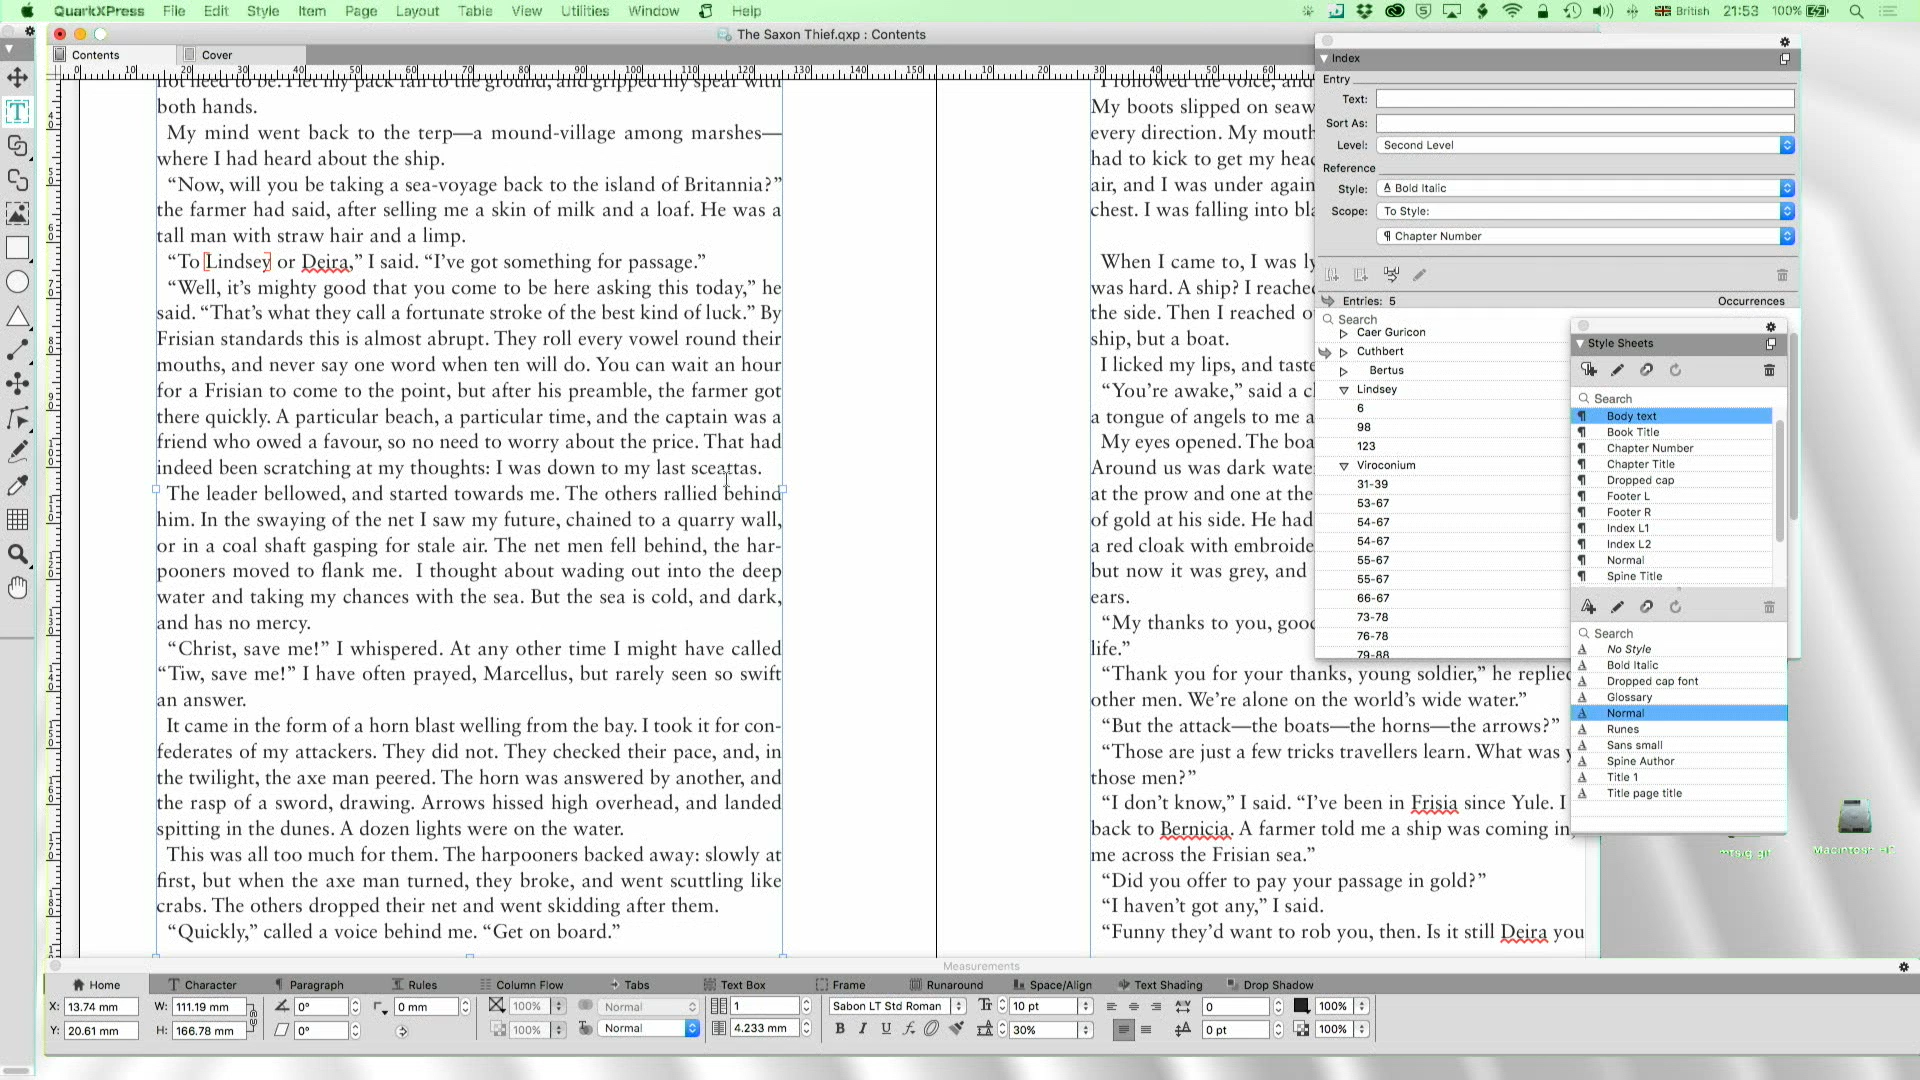 QuarkXPress File Edit Style Item Page Layout Table View Utilities Window Help British 21:53 100%
The Saxon Thief.qxp : Contents
Contents Cover
not need to be. I let my pack fall to the ground, and gripped my spear with
both hands.
My mind went back to the terp—a mound-village among marshes—
where I had heard about the ship.
“Now, will you be taking a sea-voyage back to the island of Britannia?”
the farmer had said, after selling me a skin of milk and a loaf. He was a
tall man with straw hair and a limp.
“To Lindsey or Deira,” I said. “I’ve got something for passage.”
“Well, it’s mighty good that you come to be here asking this today,” he
said. “That’s what they call a fortunate stroke of the best kind of luck.” By
Frisian standards this is almost abrupt. They roll every vowel round their
mouths, and never say one word when ten will do. You can wait an hour
for a Frisian to come to the point, but after his preamble, the farmer got
there quickly. A particular beach, a particular time, and the captain was a
friend who owed a favour, so no need to worry about the price. That had
indeed been scratching at my thoughts: I was down to my last sceattas.
The leader bellowed, and started towards me. The others rallied behind
him. In the swaying of the net I saw my future, chained to a quarry wall,
or in a coal shaft gasping for stale air. The net men fell behind, the har-
pooners moved to flank me. I thought about wading out into the deep
water and taking my chances with the sea. But the sea is cold, and dark,
and has no mercy.
“Christ, save me!” I whispered. At any other time I might have called
“Tiw, save me!” I have often prayed, Marcellus, but rarely seen so swift
an answer.
It came in the form of a horn blast welling from the bay. I took it for con-
federates of my attackers. They did not. They checked their pace, and, in
the twilight, the axe man peered. The horn was answered by another, and
the rasp of a sword, drawing. Arrows hissed high overhead, and landed
spitting in the dunes. A dozen lights were on the water.
This was all too much for them. The harpooners backed away: slowly at
first, but when the axe man turned, they broke, and went scuttling like
crabs. The others dropped their net and went skidding after them.
“Quickly,” called a voice behind me. “Get on board.”
I followed the voice, and
My boots slipped on seaw
every direction. My mouth
had to kick to get my head
air, and I was under again
chest. I was falling into bla
When I came to, I was ly
was hard. A ship? I reached
the side. Then I reached o
ship, but a boat.
I licked my lips, and taste
“You’re awake,” said a c
a tongue of angels to me a
My eyes opened. The boa
Around us was dark wate
at the prow and one at the
of gold at his side. He had
a red cloak with embroide
but now it was grey, and
ears.
“My thanks to you, good
life.”
“Thank you for your thanks, young soldier,” he replied
other men. We’re alone on the world’s wide water.”
“But the attack—the boats—the horns—the arrows?”
“Those are just a few tricks travellers learn. What was
those men?”
“I don’t know,” I said. “I’ve been in Frisia since Yule. I
back to Bernicia. A farmer told me a ship was coming in,
me across the Frisian sea.”
“Did you offer to pay your passage in gold?”
“I haven’t got any,” I said.
“Funny they’d want to rob you, then. Is it still Deira you
Index
Entry
Text:
Sort As:
Level: Second Level
Reference
Style: Bold Italic
Scope: To Style:
¶ Chapter Number
Entries: 5 Occurrences
Search
Caer Guricon
Cuthbert
Bertus
Lindsey
6
98
123
Viroconium
31-39
53-67
54-67
54-67
55-67
55-67
66-67
73-78
76-78
79-88
Style Sheets
Search
Body text
Book Title
Chapter Number
Chapter Title
Dropped cap
Footer L
Footer R
Index L1
Index L2
Normal
Spine Title
Search
No Style
Bold Italic
Dropped cap font
Glossary
Normal
Runes
Sans small
Spine Author
Title 1
Title page title
Measurements
Home Character Paragraph Rules Column Flow Tabs Text Box Frame Runaround Space/Align Text Shading Drop Shadow
X: 13.74 mm W: 111.19 mm 0° 0 mm 100% Normal 1 Sabon LT Std Roman 10 pt 0 100%
Y: 20.61 mm H: 166.78 mm 0° 100% Normal 4.233 mm B I U 30% 0 pt 100%